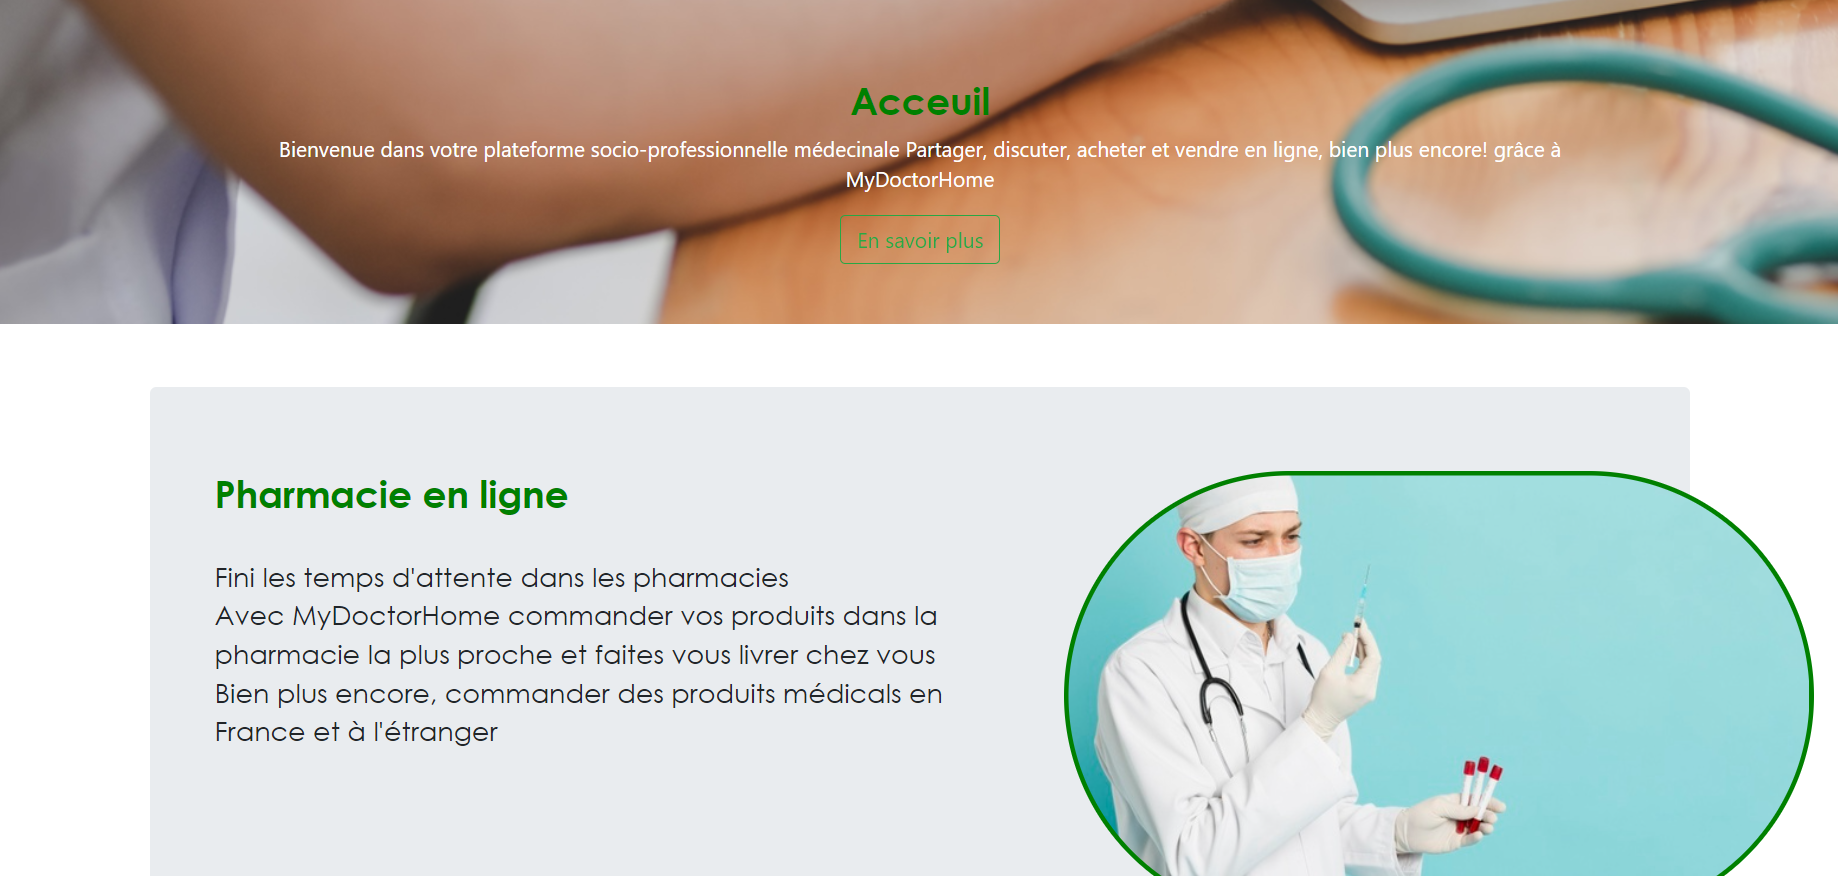 Acceuil
Bienvenue dans votre plateforme socio-professionnelle médecinale Partager, discuter, acheter et vendre en ligne, bien plus encore! grâce à
MyDoctorHome
En savoir plus
Pharmacie en ligne
Fini les temps d'attente dans les pharmacies
Avec MyDoctorHome commander vos produits dans la
pharmacie la plus proche et faites vous livrer chez vous
Bien plus encore, commander des produits médicals en
France et à l'étranger